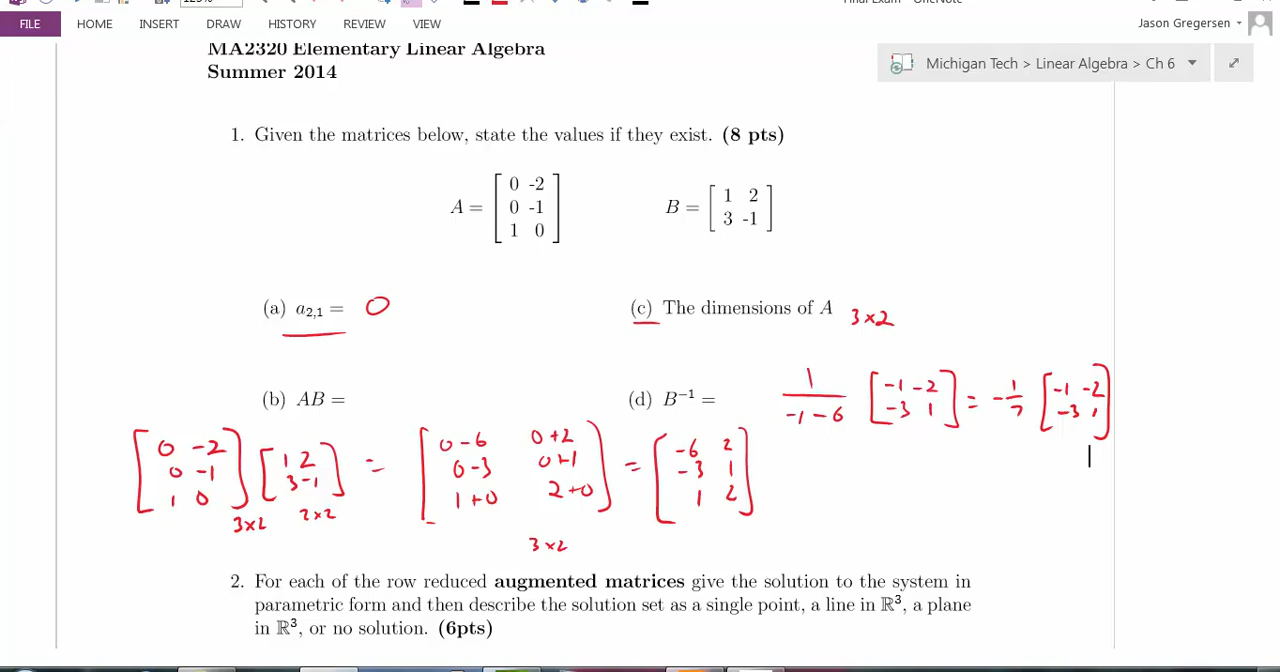 Final Exam - OneNote
FILE HOME INSERT DRAW HISTORY REVIEW VIEW Jason Gregersen
MA2320 Elementary Linear Algebra
Summer 2014
Michigan Tech > Linear Algebra > Ch 6
1. Given the matrices below, state the values if they exist. (8 pts)
A = [ 0 -2
0 -1
1 0 ]
B = [ 1 2
3 -1 ]
(a) a2,1 = 0
(c) The dimensions of A 3×2
(b) AB =
[ 0 -2
0 -1
1 0 ] 3×2
[ 1 2
3 -1 ] 2×2
= [ 0-6 0+2
0-3 0+1
1+0 2+0 ] 3×2
= [ -6 2
-3 1
1 2 ]
(d) B⁻¹ =
1
-1-6
[ -1 -2
-3 1 ] = -1/7 [ -1 -2
-3 1 ]
2. For each of the row reduced augmented matrices give the solution to the system in
parametric form and then describe the solution set as a single point, a line in ℝ³, a plane
in ℝ³, or no solution. (6pts)